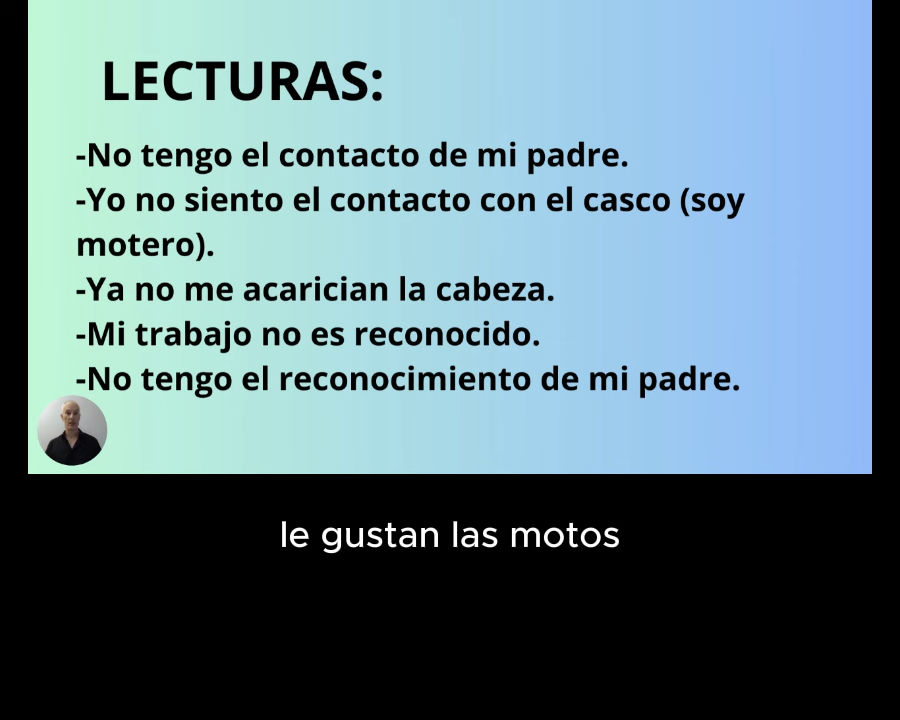 LECTURAS:
-No tengo el contacto de mi padre.
-Yo no siento el contacto con el casco (soy
motero).
-Ya no me acarician la cabeza.
-Mi trabajo no es reconocido.
-No tengo el reconocimiento de mi padre.
le gustan las motos